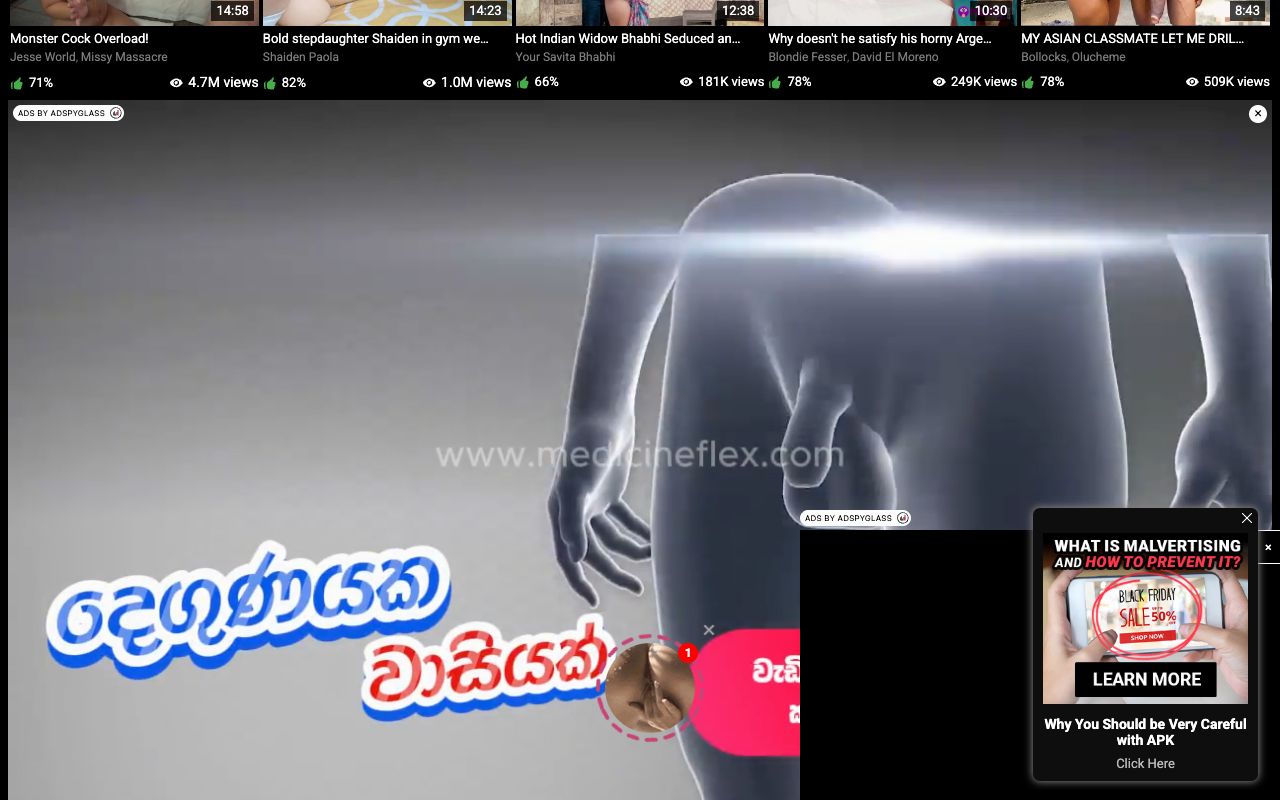 14:58
14:23
12:38
10:30
8:43
Monster Cock Overload!
Bold stepdaughter Shaiden in gym we...
Hot Indian Widow Bhabhi Seduced an...
Why doesn't he satisfy his horny Arge...
MY ASIAN CLASSMATE LET ME DRIL...
Jesse World, Missy Massacre
Shaiden Paola
Your Savita Bhabhi
Blondie Fesser, David El Moreno
Bollocks, Olucheme
71%
4.7M views
82%
1.0M views
66%
181K views
78%
249K views
78%
509K views
ADS BY ADSPYGLASS
www.medicineflex.com
ADS BY ADSPYGLASS
දෙගුණයක
වාසියක්
1
වැඩි
WHAT IS MALVERTISING
AND HOW TO PREVENT IT?
BLACK FRIDAY
SALE UP TO 50%
SHOP NOW
LEARN MORE
Why You Should be Very Careful
with APK
Click Here